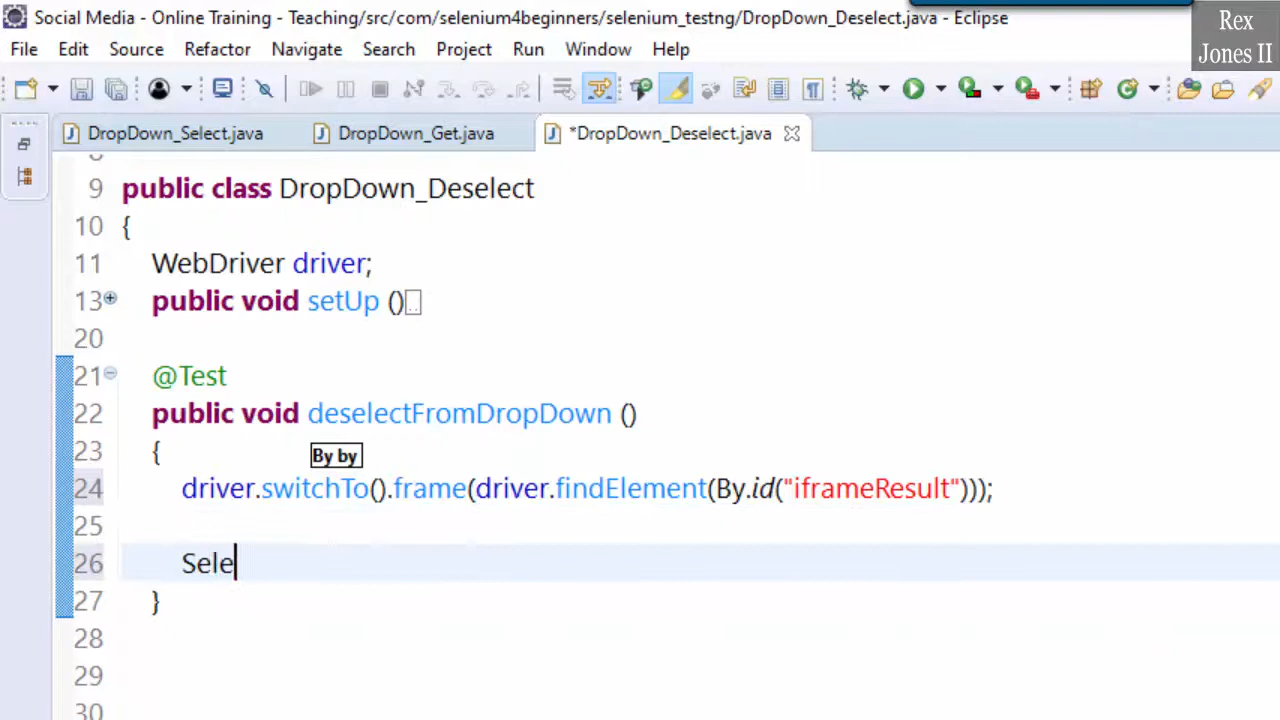 Social Media - Online Training - Teaching/src/com/selenium4beginners/selenium_testng/DropDown_Deselect.java - Eclipse
Rex
Jones II
File Edit Source Refactor Navigate Search Project Run Window Help
DropDown_Select.java DropDown_Get.java *DropDown_Deselect.java
9 public class DropDown_Deselect
10 {
11 WebDriver driver;
13 public void setUp ()
20
21 @Test
22 public void deselectFromDropDown ()
23 {
By by
24 driver.switchTo().frame(driver.findElement(By.id("iframeResult")));
25
26 Sele
27 }
28
29
30